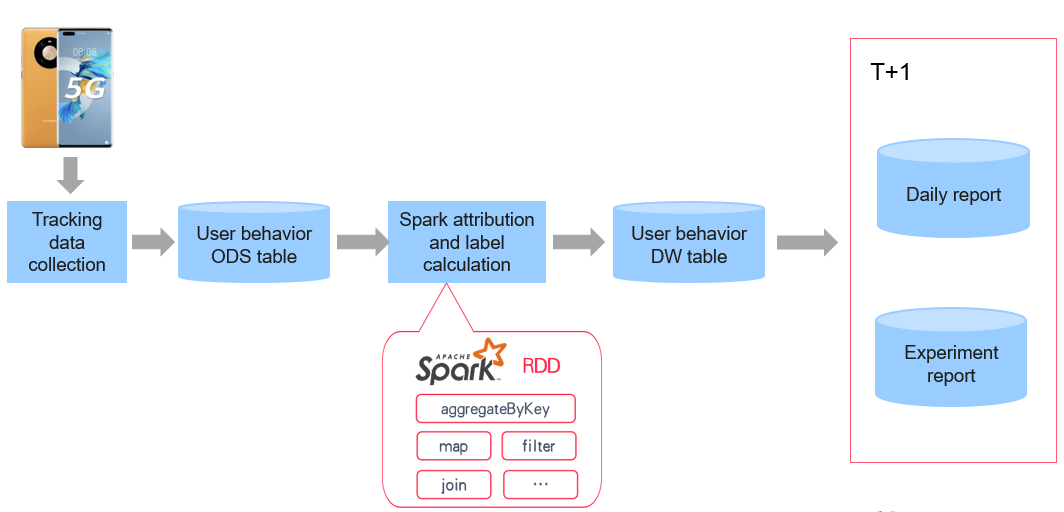 08:08
5G
T+1
Daily report
Tracking
data
collection
User behavior
ODS table
Spark attribution
and label
calculation
User behavior
DW table
Experiment
report
APACHE
Spark
RDD
aggregateByKey
map
filter
join
...